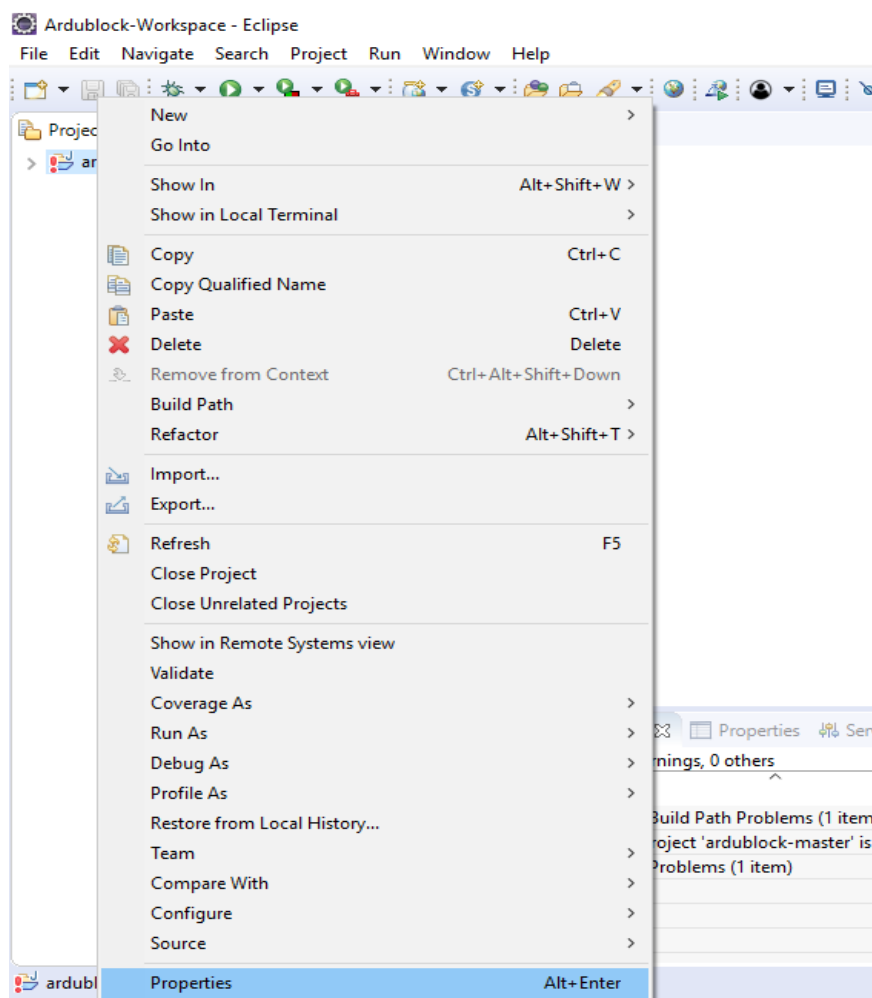 Ardublock-Workspace - Eclipse
File Edit Navigate Search Project Run Window Help
New
Projec
Go Into
ar
Show In Alt+Shift+W
Show in Local Terminal
Copy Ctrl+C
Copy Qualified Name
Paste Ctrl+V
Delete Delete
Remove from Context Ctrl+Alt+Shift+Down
Build Path
Refactor Alt+Shift+T
Import...
Export...
Refresh F5
Close Project
Close Unrelated Projects
Show in Remote Systems view
Validate
Coverage As
Run As
Properties Ser
Debug As
rnings, 0 others
Profile As
Restore from Local History...
Build Path Problems (1 item
Team
roject 'ardublock-master' is
Problems (1 item)
Compare With
Configure
Source
ardubl
Properties Alt+Enter